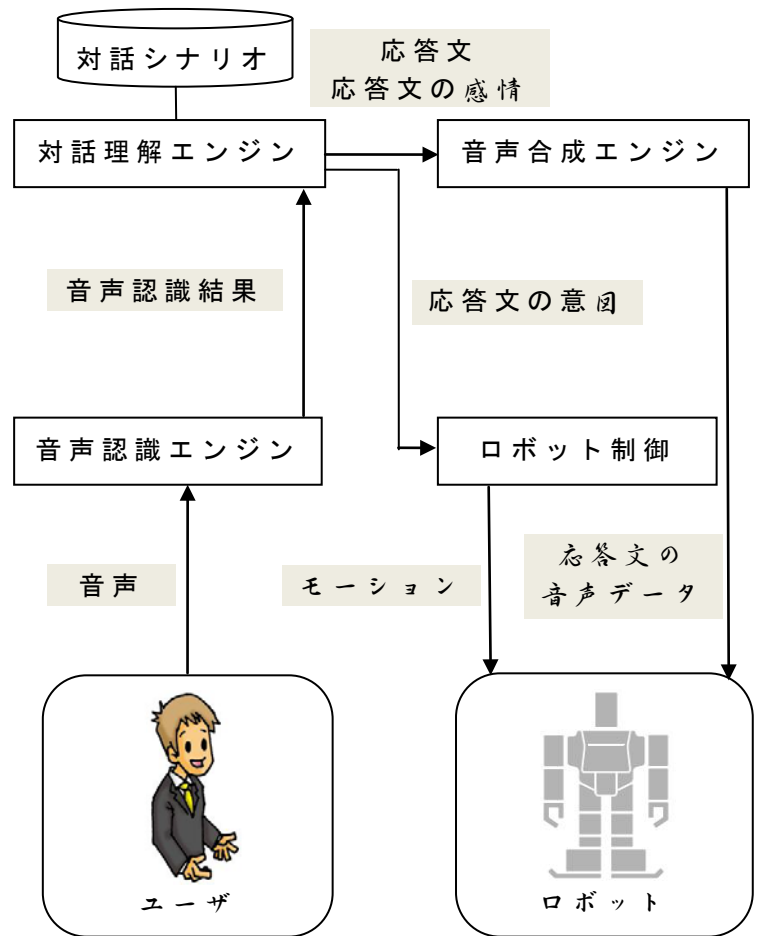 対話シナリオ
応答文
応答文の感情
対話理解エンジン
音声合成エンジン
音声認識結果
応答文の意図
音声認識エンジン
ロボット制御
音声
モーション
応答文の
音声データ
ユーザ
ロボット